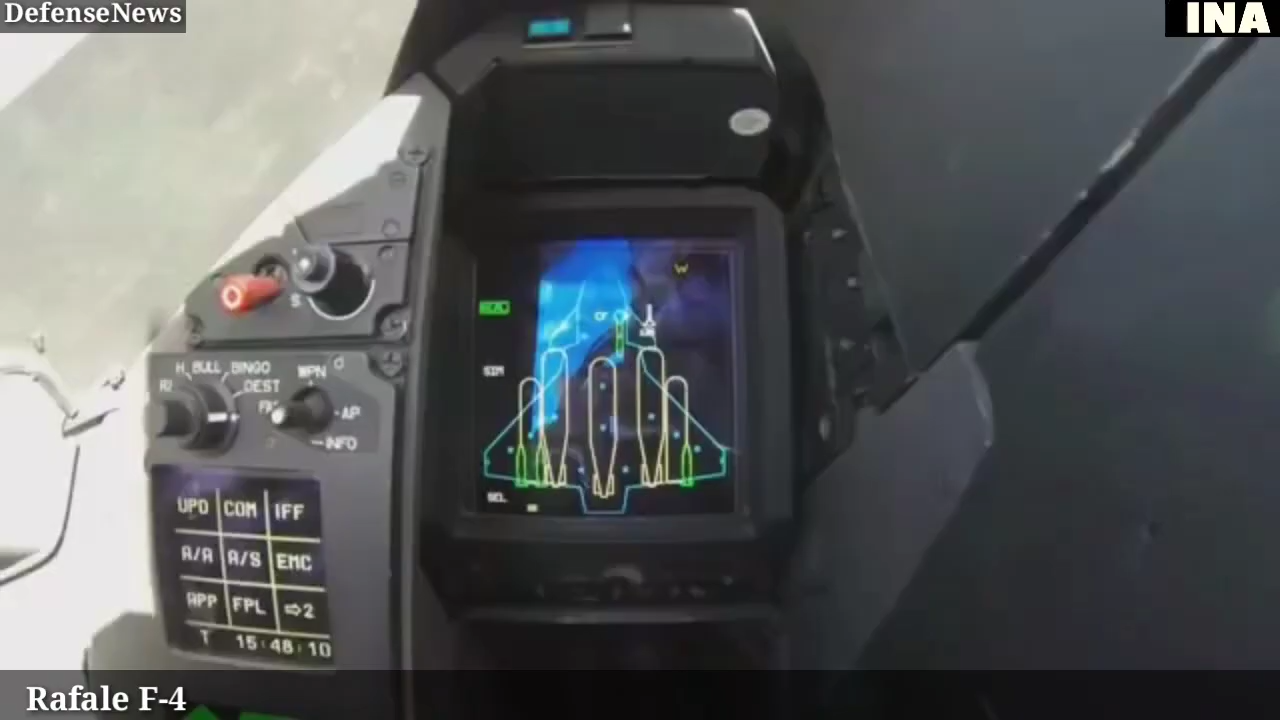 DefenseNews
INA
W
S
SIM
H BULL BINGO
DEST
WPN
AP
INFO
SEL
UPD COM IFF
A/A A/S EMC
APP FPL ⇨2
T 15:48:10
Rafale F-4